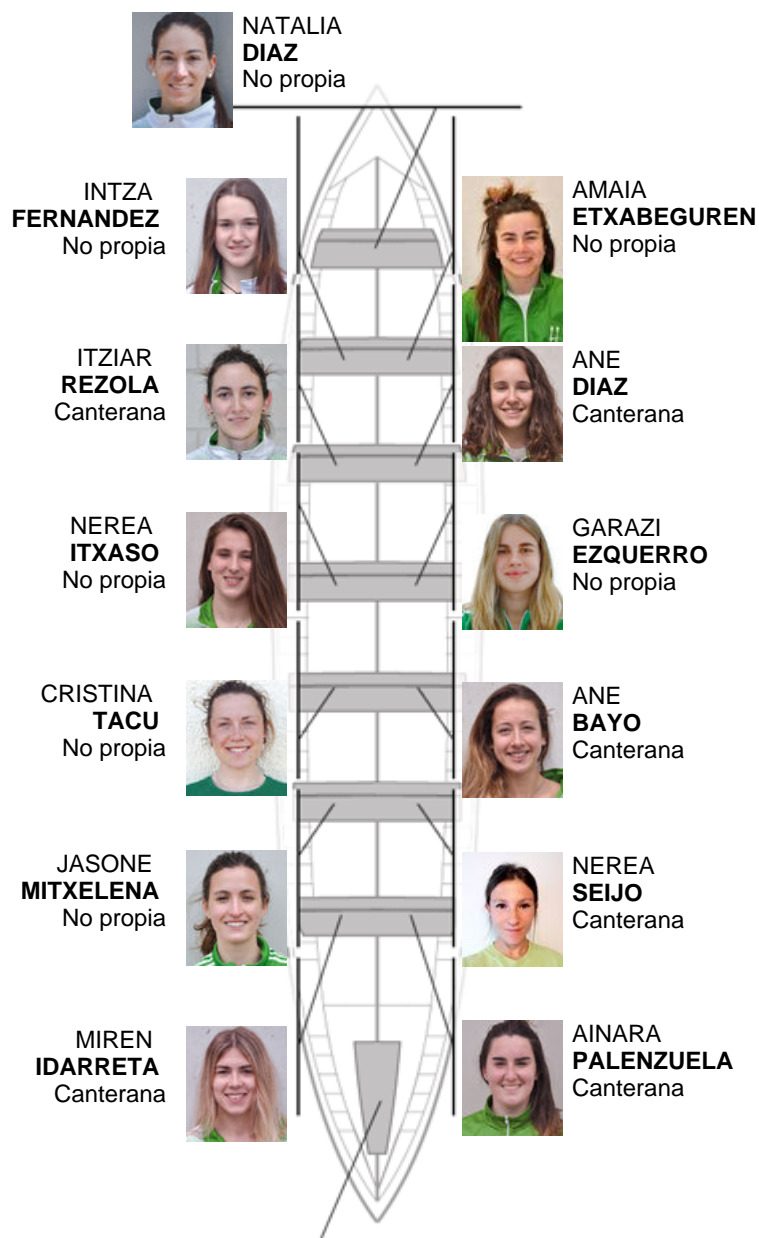 NATALIA
DIAZ
No propia
INTZA
FERNANDEZ
No propia
AMAIA
ETXABEGUREN
No propia
ITZIAR
REZOLA
Canterana
ANE
DIAZ
Canterana
NEREA
ITXASO
No propia
GARAZI
EZQUERRO
No propia
CRISTINA
TACU
No propia
ANE
BAYO
Canterana
JASONE
MITXELENA
No propia
NEREA
SEIJO
Canterana
MIREN
IDARRETA
Canterana
AINARA
PALENZUELA
Canterana